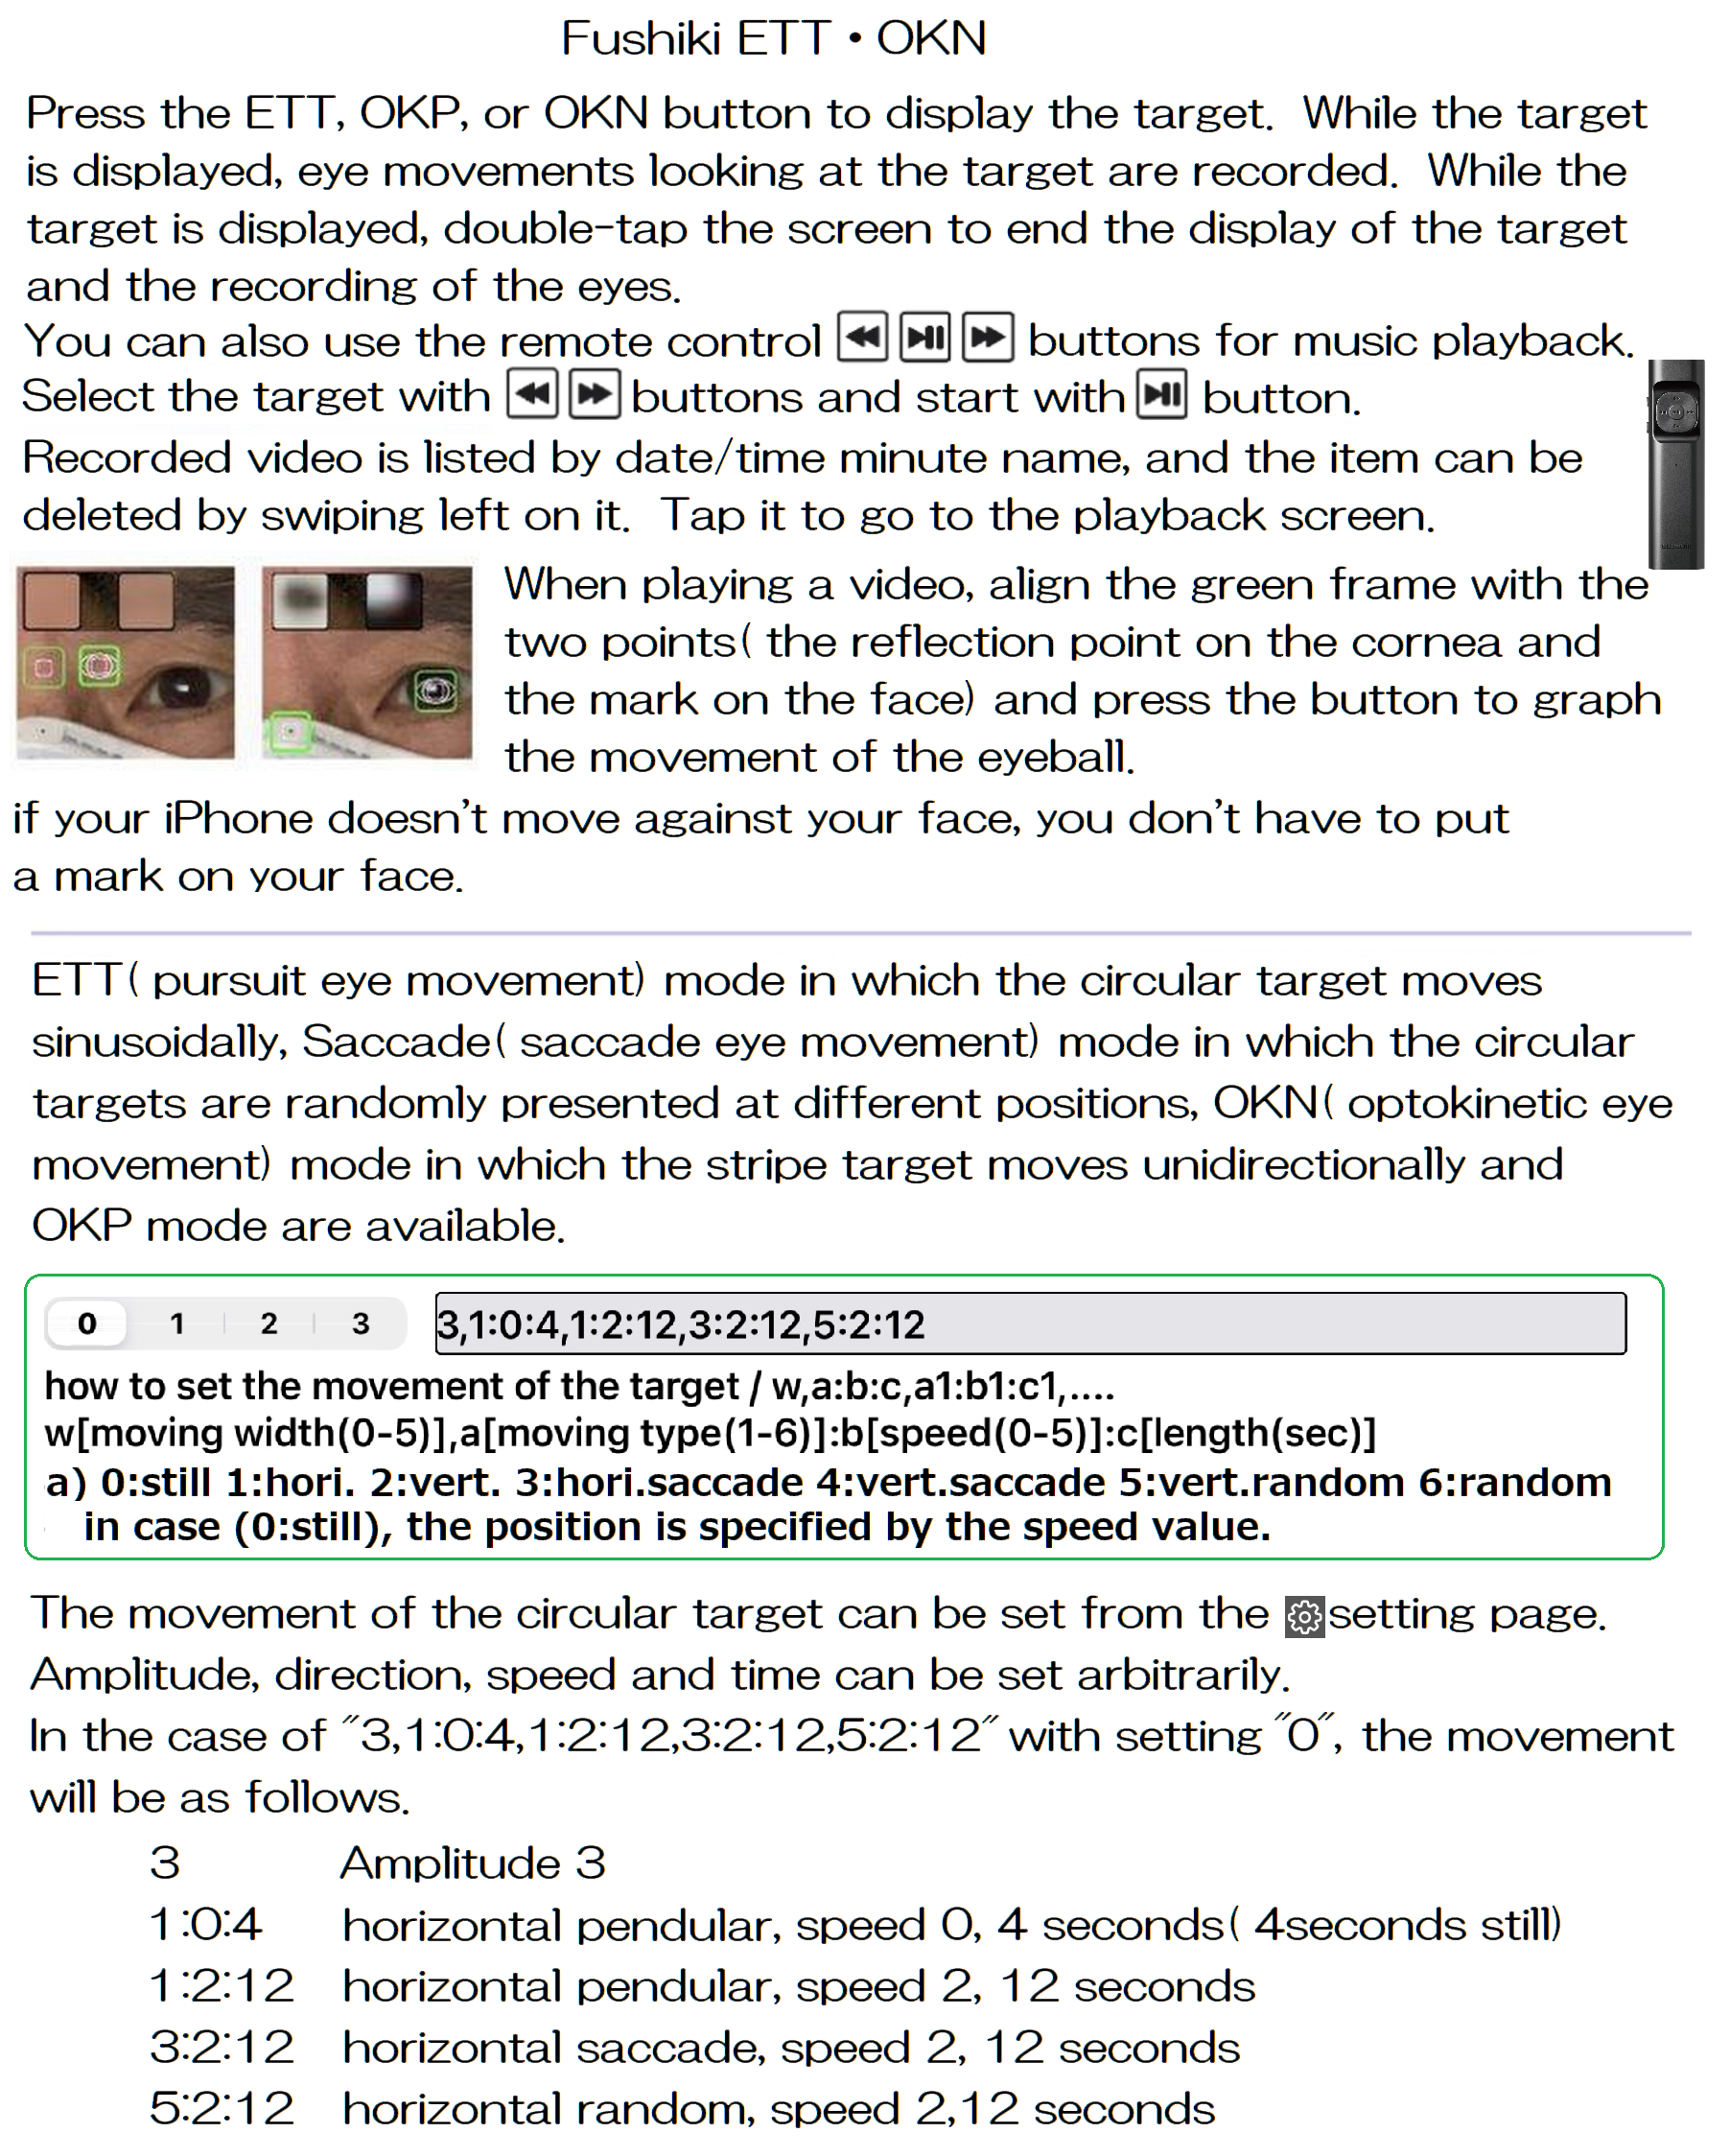 Fushiki ETT・OKN
Press the ETT, OKP, or OKN button to display the target.  While the target
is displayed, eye movements looking at the target are recorded.  While the
target is displayed, double-tap the screen to end the display of the target
and the recording of the eyes.
You can also use the remote control buttons for music playback.
Select the target with buttons and start with button.
Recorded video is listed by date/time minute name, and the item can be
deleted by swiping left on it.  Tap it to go to the playback screen.
When playing a video, align the green frame with the
two points( the reflection point on the cornea and
the mark on the face) and press the button to graph
the movement of the eyeball.
if your iPhone doesn't move against your face, you don't have to put
a mark on your face.
ETT( pursuit eye movement) mode in which the circular target moves
sinusoidally, Saccade( saccade eye movement) mode in which the circular
targets are randomly presented at different positions, OKN( optokinetic eye
movement) mode in which the stripe target moves unidirectionally and
OKP mode are available.
0 1 2 3 3,1:0:4,1:2:12,3:2:12,5:2:12
how to set the movement of the target / w,a:b:c,a1:b1:c1,....
w[moving width(0-5)],a[moving type(1-6)]:b[speed(0-5)]:c[length(sec)]
a) 0:still 1:hori. 2:vert. 3:hori.saccade 4:vert.saccade 5:vert.random 6:random
in case (0:still), the position is specified by the speed value.
The movement of the circular target can be set from the setting page.
Amplitude, direction, speed and time can be set arbitrarily.
In the case of "3,1:0:4,1:2:12,3:2:12,5:2:12" with setting "0", the movement
will be as follows.
3 Amplitude 3
1:0:4 horizontal pendular, speed 0, 4 seconds( 4seconds still)
1:2:12 horizontal pendular, speed 2, 12 seconds
3:2:12 horizontal saccade, speed 2, 12 seconds
5:2:12 horizontal random, speed 2,12 seconds